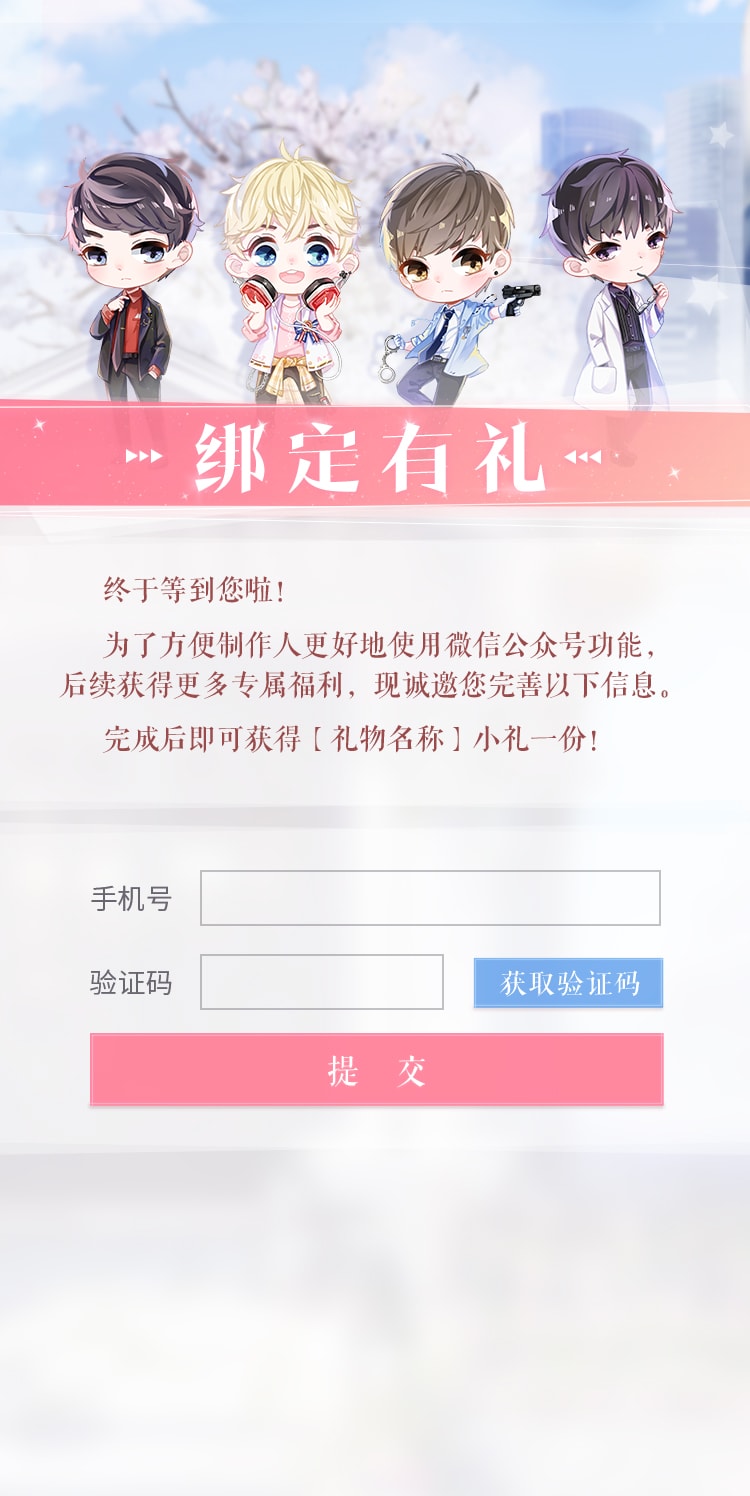 绑定有礼
终于等到您啦！
为了方便制作人更好地使用微信公众号功能，
后续获得更多专属福利，现诚邀您完善以下信息。
完成后即可获得【礼物名称】小礼一份！
手机号
验证码 获取验证码
提 交